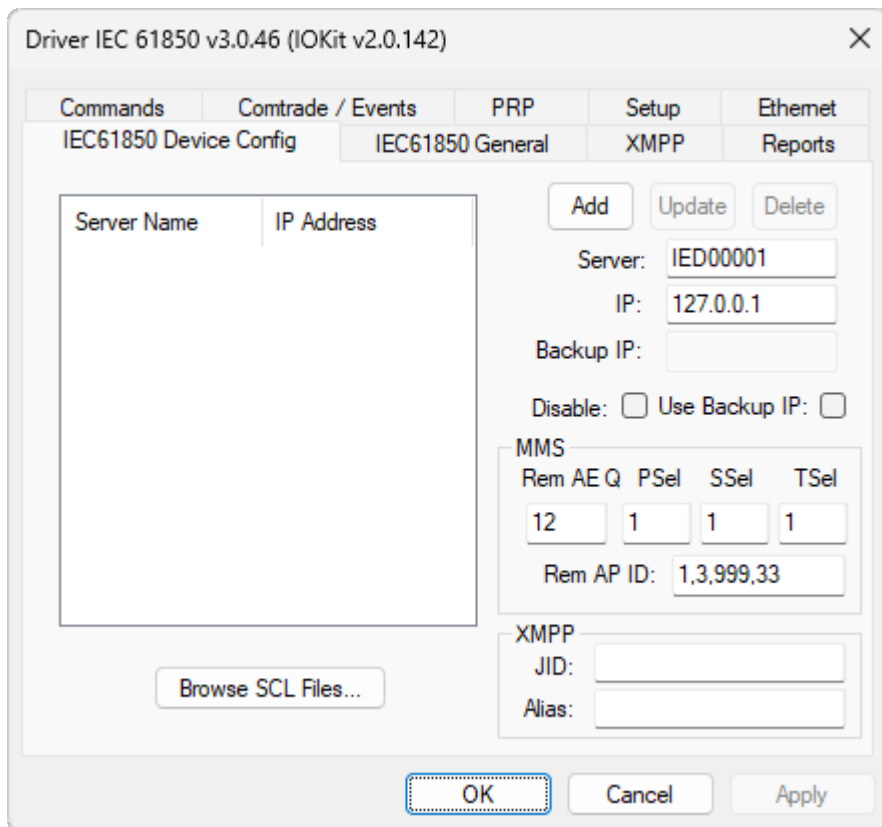 Driver IEC 61850 v3.0.46 (IOKit v2.0.142)
Commands Comtrade / Events PRP Setup Ethernet
IEC61850 Device Config IEC61850 General XMPP Reports
Server Name IP Address
Add Update Delete
Server: IED00001
IP: 127.0.0.1
Backup IP:
Disable: Use Backup IP:
MMS
Rem AE Q PSel SSel TSel
12 1 1 1
Rem AP ID: 1,3,999,33
XMPP
JID:
Alias:
Browse SCL Files...
OK Cancel Apply